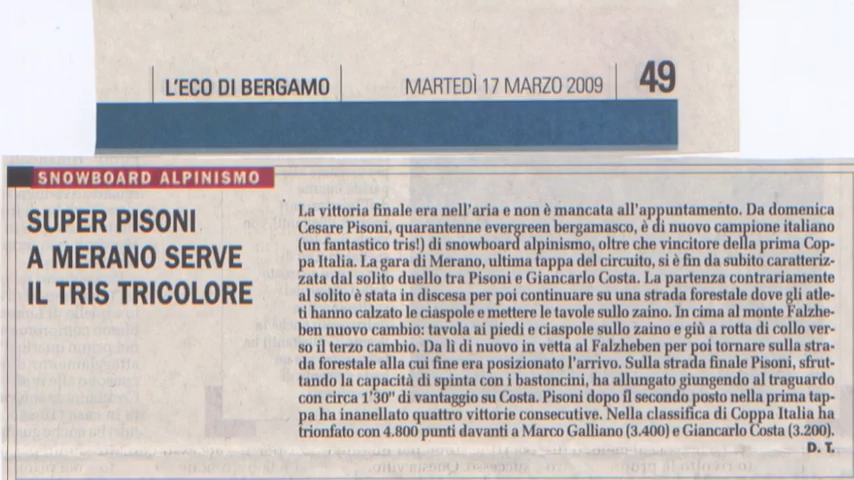 L'ECO DI BERGAMO MARTEDÌ 17 MARZO 2009 49
SNOWBOARD ALPINISMO
SUPER PISONI
A MERANO SERVE
IL TRIS TRICOLORE
La vittoria finale era nell'aria e non è mancata all'appuntamento. Da domenica
Cesare Pisoni, quarantenne evergreen bergamasco, è di nuovo campione italiano
(un fantastico tris!) di snowboard alpinismo, oltre che vincitore della prima Cop-
pa Italia. La gara di Merano, ultima tappa del circuito, si è fin da subito caratteriz-
zata dal solito duello tra Pisoni e Giancarlo Costa. La partenza contrariamente
al solito è stata in discesa per poi continuare su una strada forestale dove gli atle-
ti hanno calzato le ciaspole e mettere le tavole sullo zaino. In cima al monte Falzhe-
ben nuovo cambio: tavola ai piedi e ciaspole sullo zaino e giù a rotta di collo ver-
so il terzo cambio. Da lì di nuovo in vetta al Falzheben per poi tornare sulla stra-
da forestale alla cui fine era posizionato l'arrivo. Sulla strada finale Pisoni, sfrut-
tando la capacità di spinta con i bastoncini, ha allungato giungendo al traguardo
con circa 1'30" di vantaggio su Costa. Pisoni dopo il secondo posto nella prima tap-
pa ha inanellato quattro vittorie consecutive. Nella classifica di Coppa Italia ha
trionfato con 4.800 punti davanti a Marco Galliano (3.400) e Giancarlo Costa (3.200).
D. T.